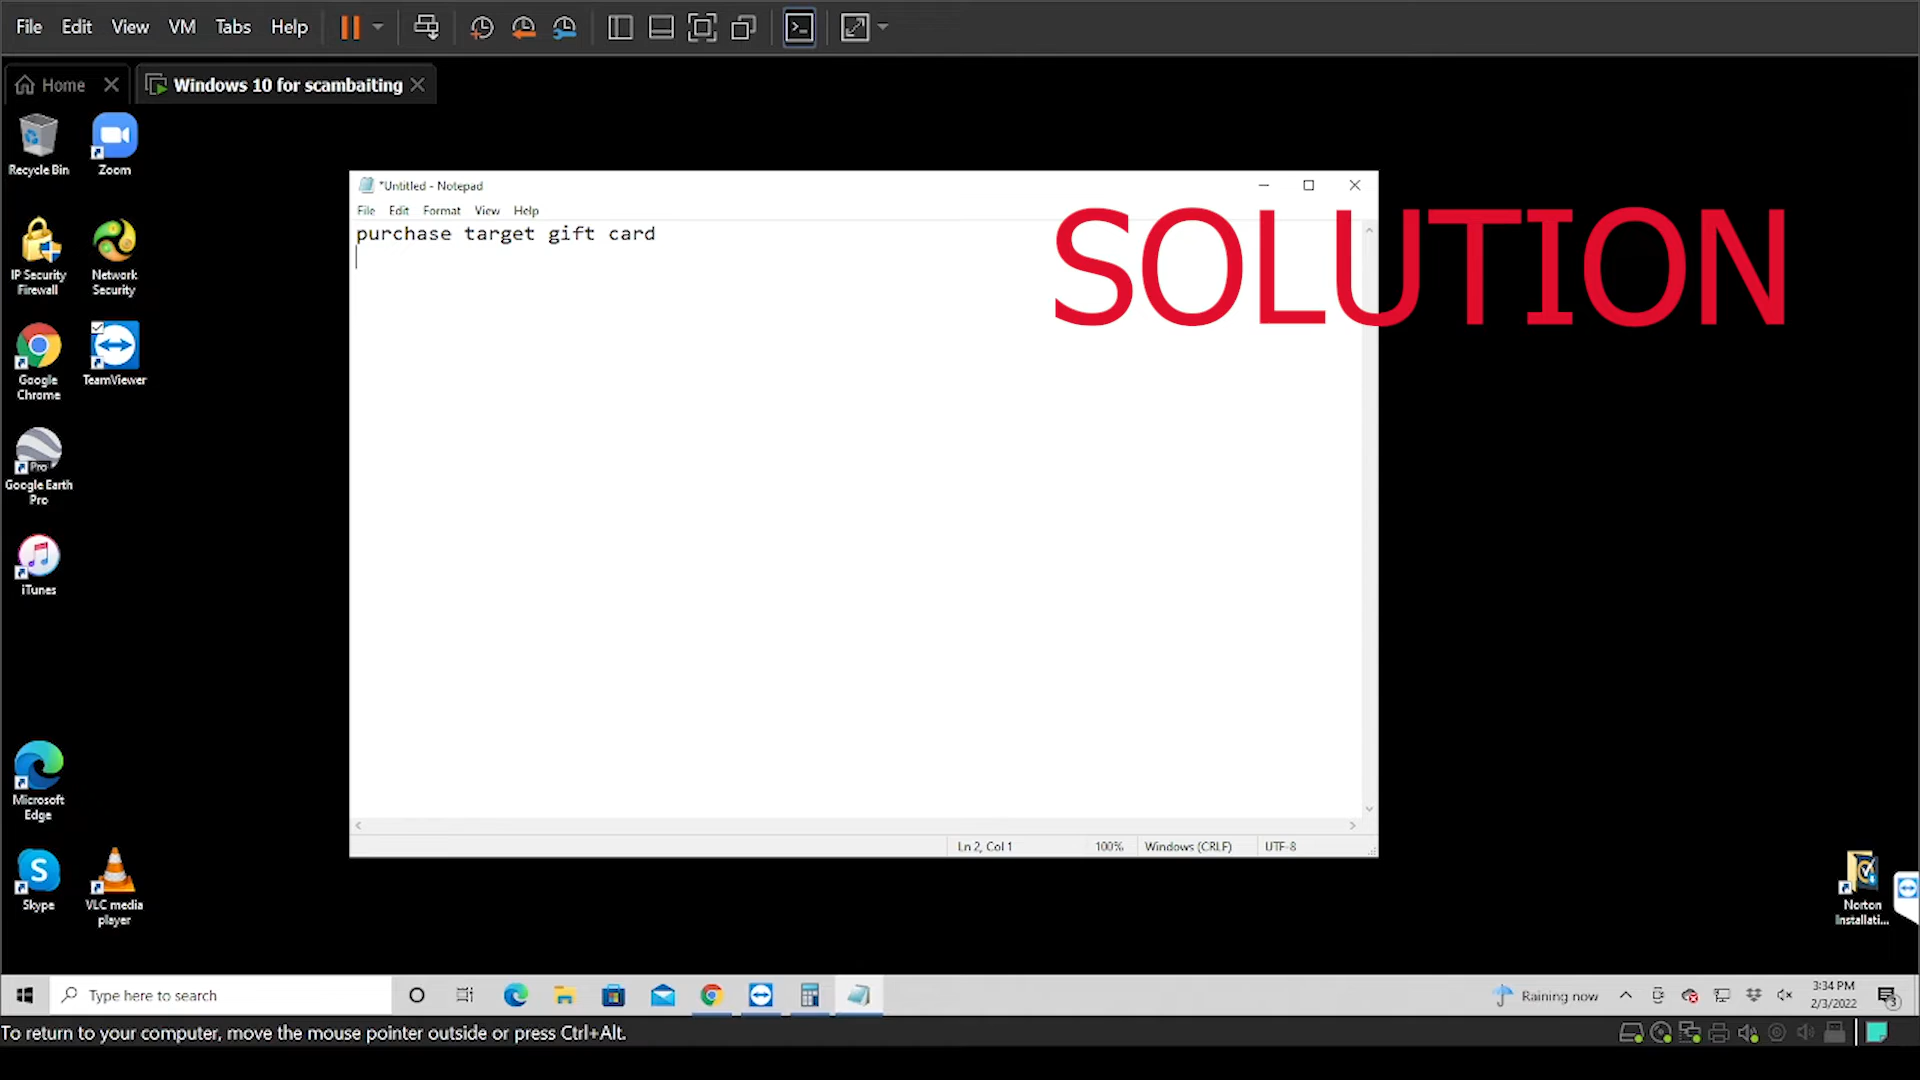 File Edit View VM Tabs Help
Home
Windows 10 for scambaiting
Recycle Bin
Zoom
*Untitled - Notepad
File Edit Format View Help
purchase target gift card
SOLUTION
IP Security
Firewall
Network
Security
Google
Chrome
TeamViewer
Pro
Google Earth
Pro
iTunes
Microsoft
Edge
Skype
VLC media
player
Ln 2, Col 1
100%
Windows (CRLF)
UTF-8
Norton
Installati...
Type here to search
Raining now
3:34 PM
2/3/2022
3
To return to your computer, move the mouse pointer outside or press Ctrl+Alt.